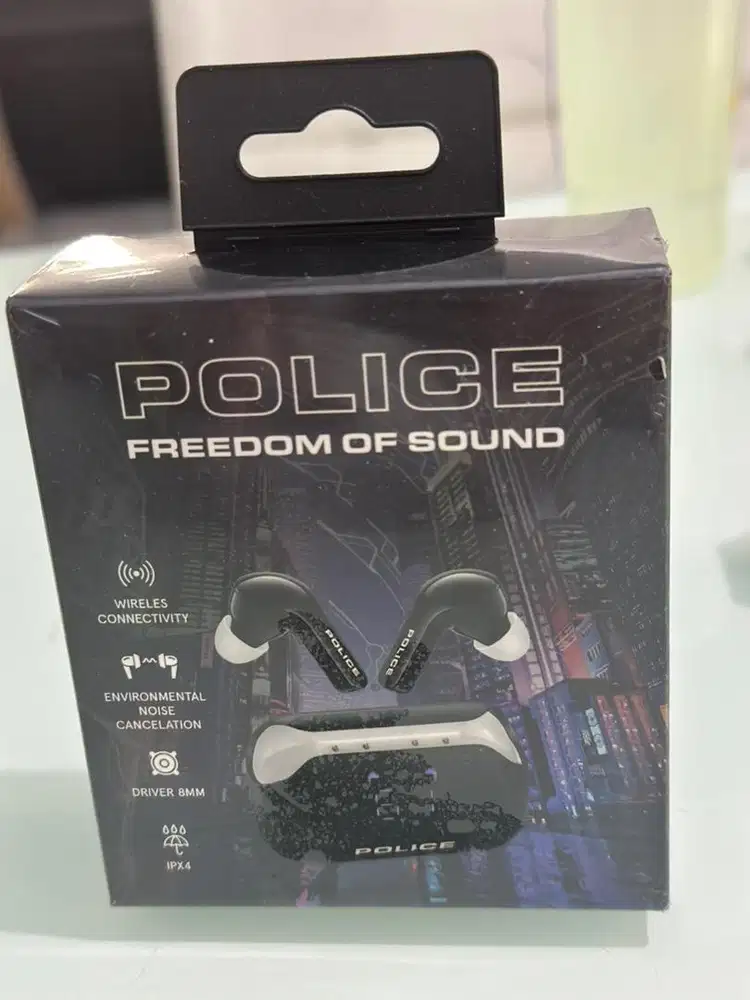 POLICE
FREEDOM OF SOUND
WIRELES
CONNECTIVITY
ENVIRONMENTAL
NOISE
CANCELATION
DRIVER 8MM
IPX4
POLICE
POLICE
POLICE